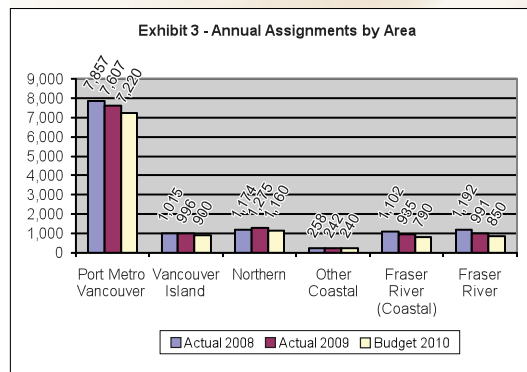 Exhibit 3 - Annual Assignments by Area
9,000
8,000
7,000
6,000
5,000
4,000
3,000
2,000
1,000
0
7,857
7,607
7,220
1,015
996
900
1,174
1,275
1,160
258
242
240
1,102
935
790
1,192
991
850
Port Metro
Vancouver
Vancouver
Island
Northern
Other
Coastal
Fraser
River
(Coastal)
Fraser
River
Actual 2008 Actual 2009 Budget 2010